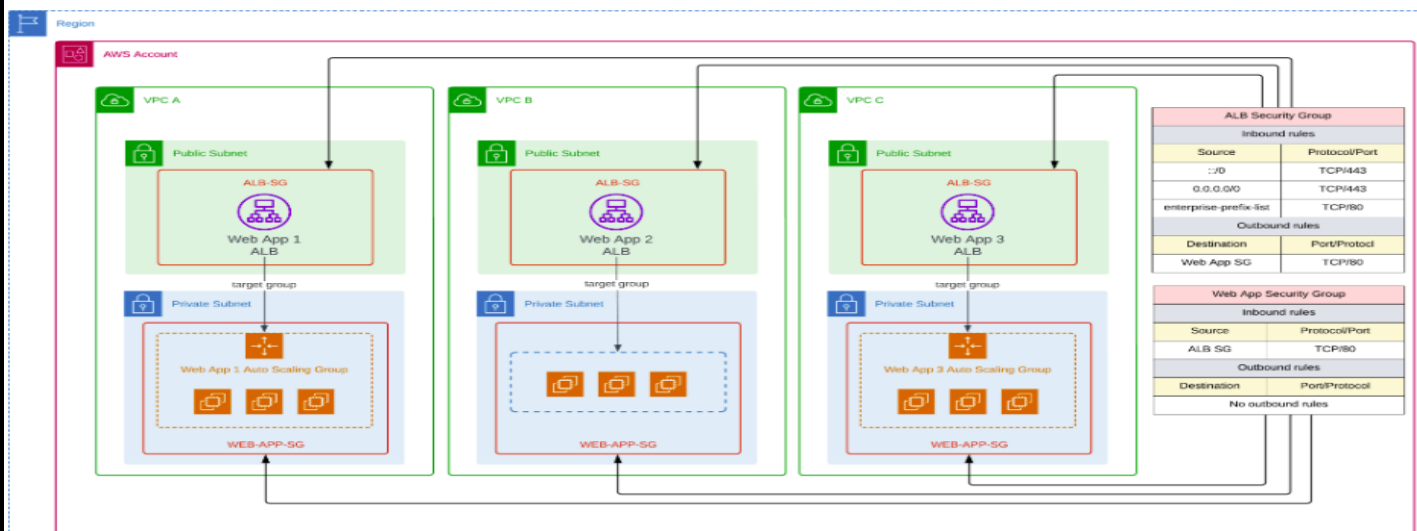 Region
AWS Account
VPC A
VPC B
VPC C
Public Subnet
Public Subnet
Public Subnet
ALB-SG
ALB-SG
ALB-SG
Web App 1
ALB
Web App 2
ALB
Web App 3
ALB
target group
target group
target group
Private Subnet
Private Subnet
Private Subnet
Web App 1 Auto Scaling Group
Web App 3 Auto Scaling Group
WEB-APP-SG
WEB-APP-SG
WEB-APP-SG
ALB Security Group
Inbound rules
Source Protocol/Port
::/0 TCP/443
0.0.0.0/0 TCP/443
enterprise-prefix-list TCP/80
Outbound rules
Destination Port/Protocl
Web App SG TCP/80
Web App Security Group
Inbound rules
Source Protocol/Port
ALB SG TCP/80
Outbound rules
Destination Port/Protocol
No outbound rules